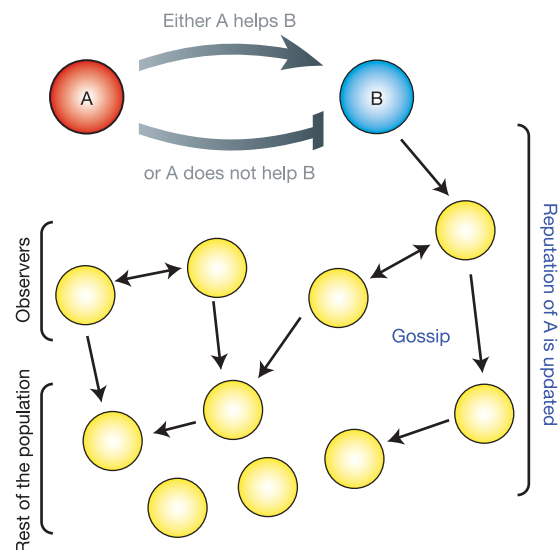 Either A helps B
A
B
or A does not help B
Observers
Gossip
Reputation of A is updated
Rest of the population